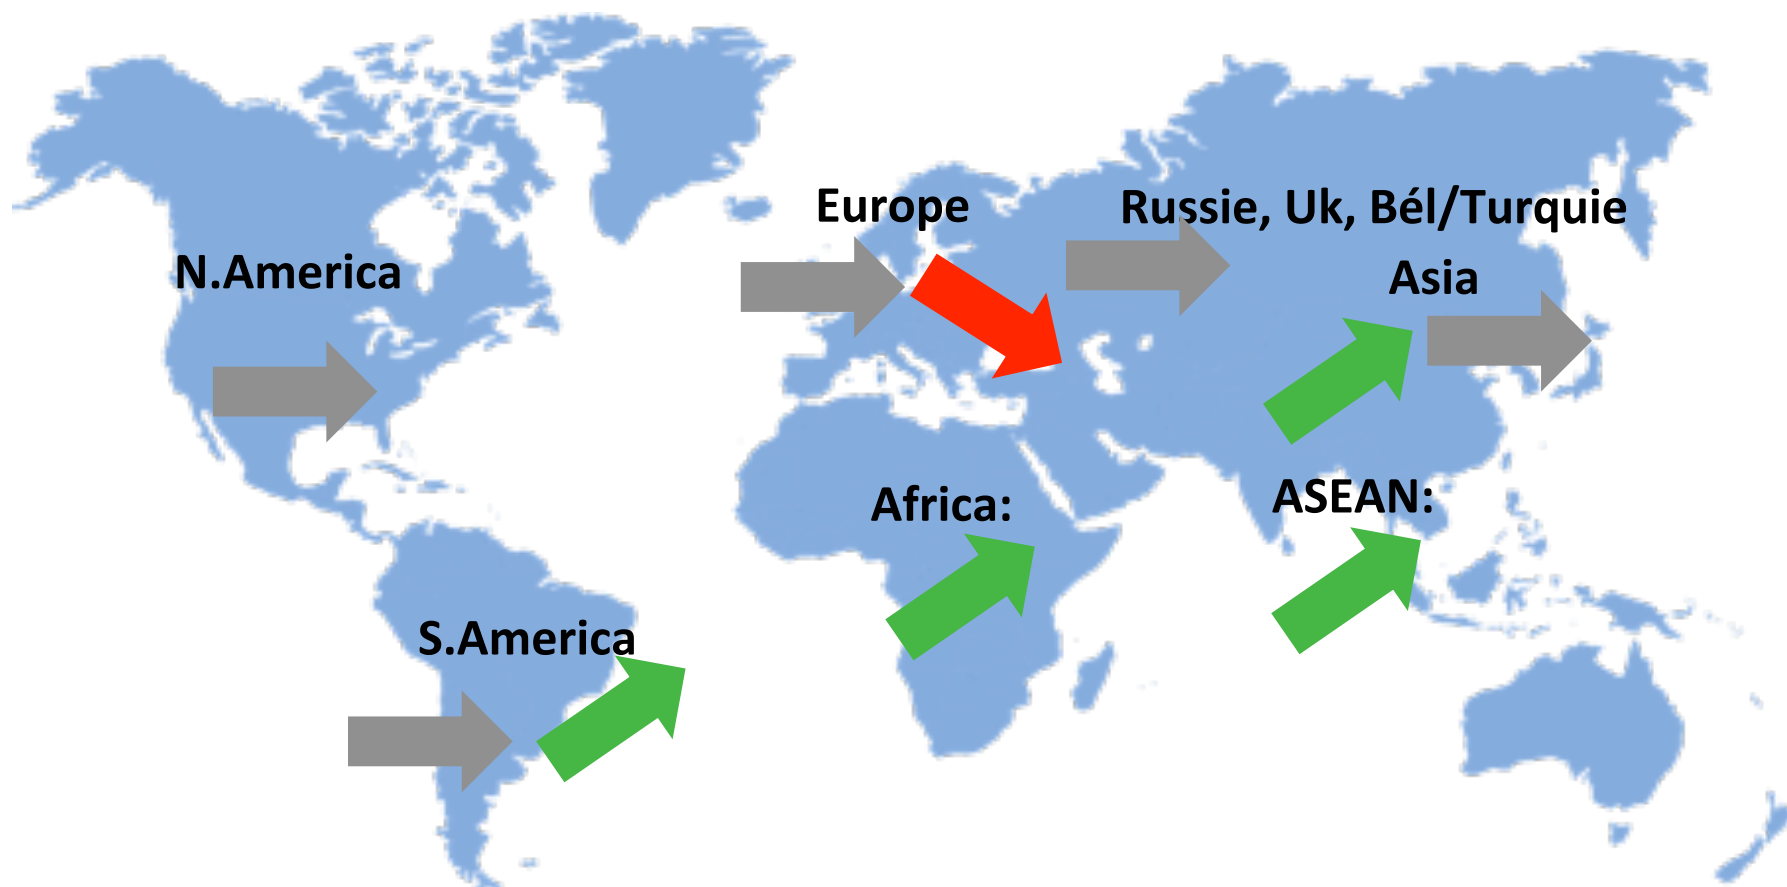 Europe
Russie, Uk, Bél/Turquie
N.America
Asia
Africa:
ASEAN:
S.America